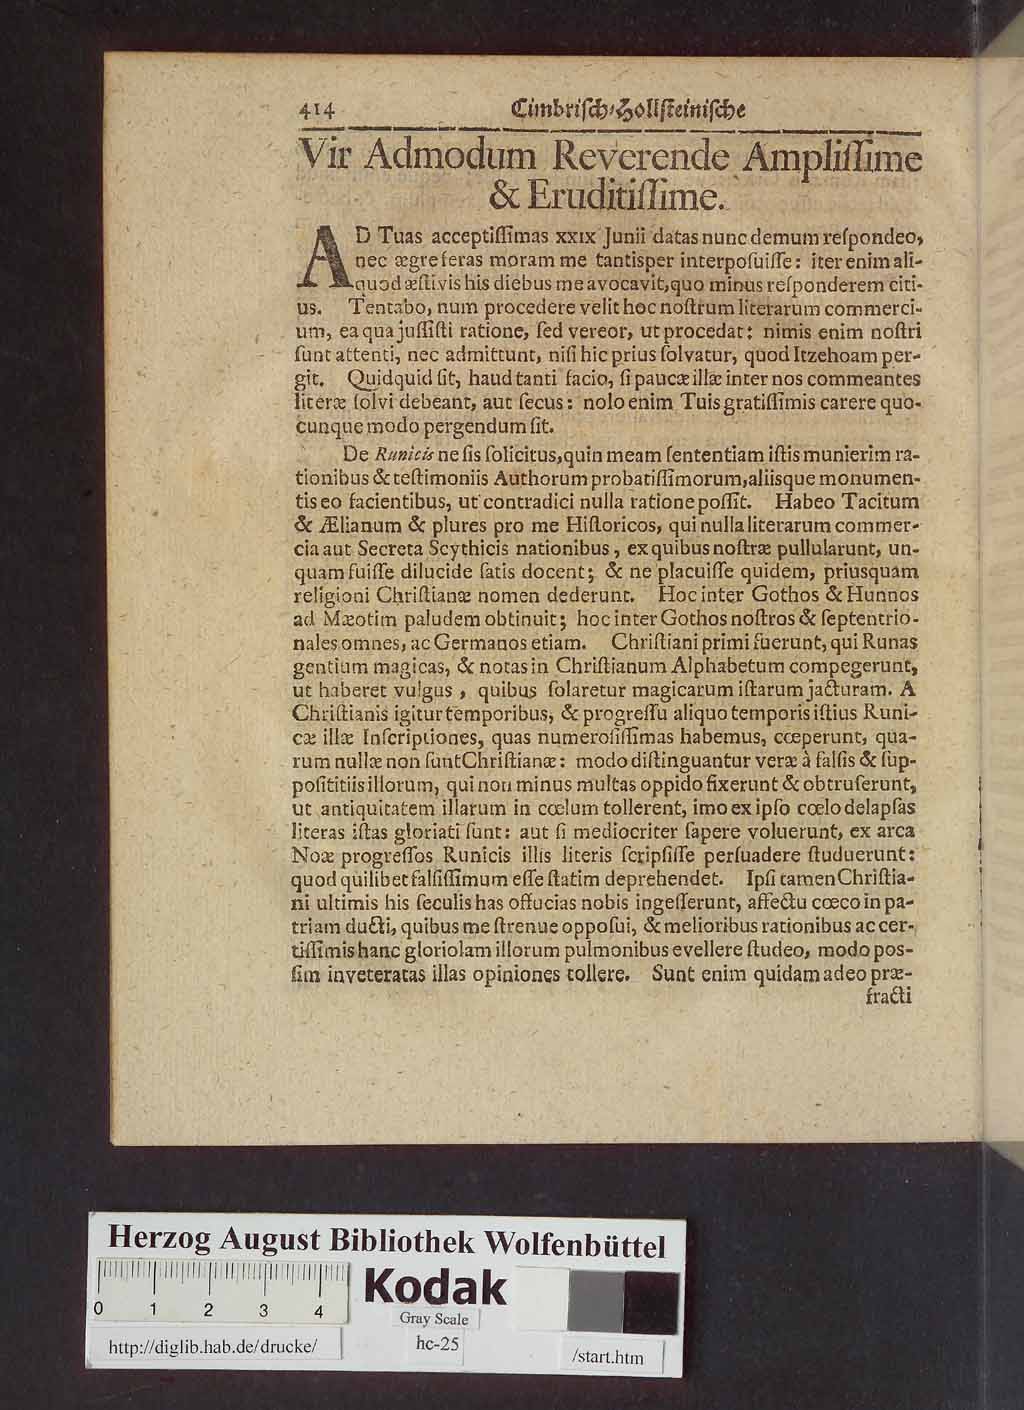 414 Cimbrisch-Hollsteinische
Vir Admodum Reverende Ampliſſime
& Eruditiſſime.
AD Tuas acceptiſſimas XXIX Junii datas nunc demum reſpondeo,
nec ægre feras moram me tantisper interpoſuiſſe: iter enim ali-
quod æſtivis his diebus me avocavit, quo minus reſponderem citi-
us. Tentabo, num procedere velit hoc noſtrum literarum commerci-
um, ea qua juſſiſti ratione, ſed vereor, ut procedat: nimis enim noſtri
ſunt attenti, nec admittunt, niſi hic prius ſolvatur, quod Itzehoam per-
git. Quidquid ſit, haud tanti facio, ſi paucæ illæ inter nos commeantes
literæ ſolvi debeant, aut ſecus: nolo enim Tuis gratiſſimis carere quo-
cunque modo pergendum ſit.
De Runicis ne ſis ſolicitus, quin meam ſententiam iſtis munierim ra-
tionibus & teſtimoniis Authorum probatiſſimorum, aliisque monumen-
tis eo facientibus, ut contradici nulla ratione poſſit. Habeo Tacitum
& Ælianum & plures pro me Hiſtoricos, qui nulla literarum commer-
cia aut Secreta Scythicis nationibus, ex quibus noſtræ pullularunt, un-
quam fuiſſe dilucide ſatis docent; & ne placuiſſe quidem, priusquam
religioni Chriſtianæ nomen dederunt. Hoc inter Gothos & Hunnos
ad Mæotim paludem obtinuit; hoc inter Gothos noſtros & ſeptentrio-
nales omnes, ac Germanos etiam. Chriſtiani primi fuerunt, qui Runas
gentium magicas, & notas in Chriſtianum Alphabetum compegerunt,
ut haberet vulgus, quibus ſolaretur magicarum iſtarum jacturam. A
Chriſtianis igitur temporibus, & progreſſu aliquo temporis iſtius Runi-
cæ illæ Inſcriptiones, quas numeroſiſſimas habemus, cœperunt, qua-
rum nullæ non ſunt Chriſtianæ: modo diſtinguantur veræ à falſis & ſup-
poſititiis illorum, qui non minus multas oppido fixerunt & obtruſerunt,
ut antiquitatem illarum in cœlum tollerent, imo ex ipſo cœlo delapſas
literas iſtas gloriati ſunt: aut ſi mediocriter ſapere voluerunt, ex arca
Noæ progreſſos Runicis illis literis ſcripſiſſe perſuadere ſtuduerunt:
quod quilibet falſiſſimum eſſe ſtatim deprehendet. Ipſi tamen Chriſtia-
ni ultimis his ſeculis has offucias nobis ingeſſerunt, affectu cœco in pa-
triam ducti, quibus me ſtrenue oppoſui, & melioribus rationibus ac cer-
tiſſimis hanc gloriolam illorum pulmonibus evellere ſtudeo, modo pos-
ſim inveteratas illas opiniones tollere. Sunt enim quidam adeo præ-
fracti
Herzog August Bibliothek Wolfenbüttel
0 1 2 3 4
Kodak
Gray Scale
http://diglib.hab.de/drucke/
hc-25
/start.htm